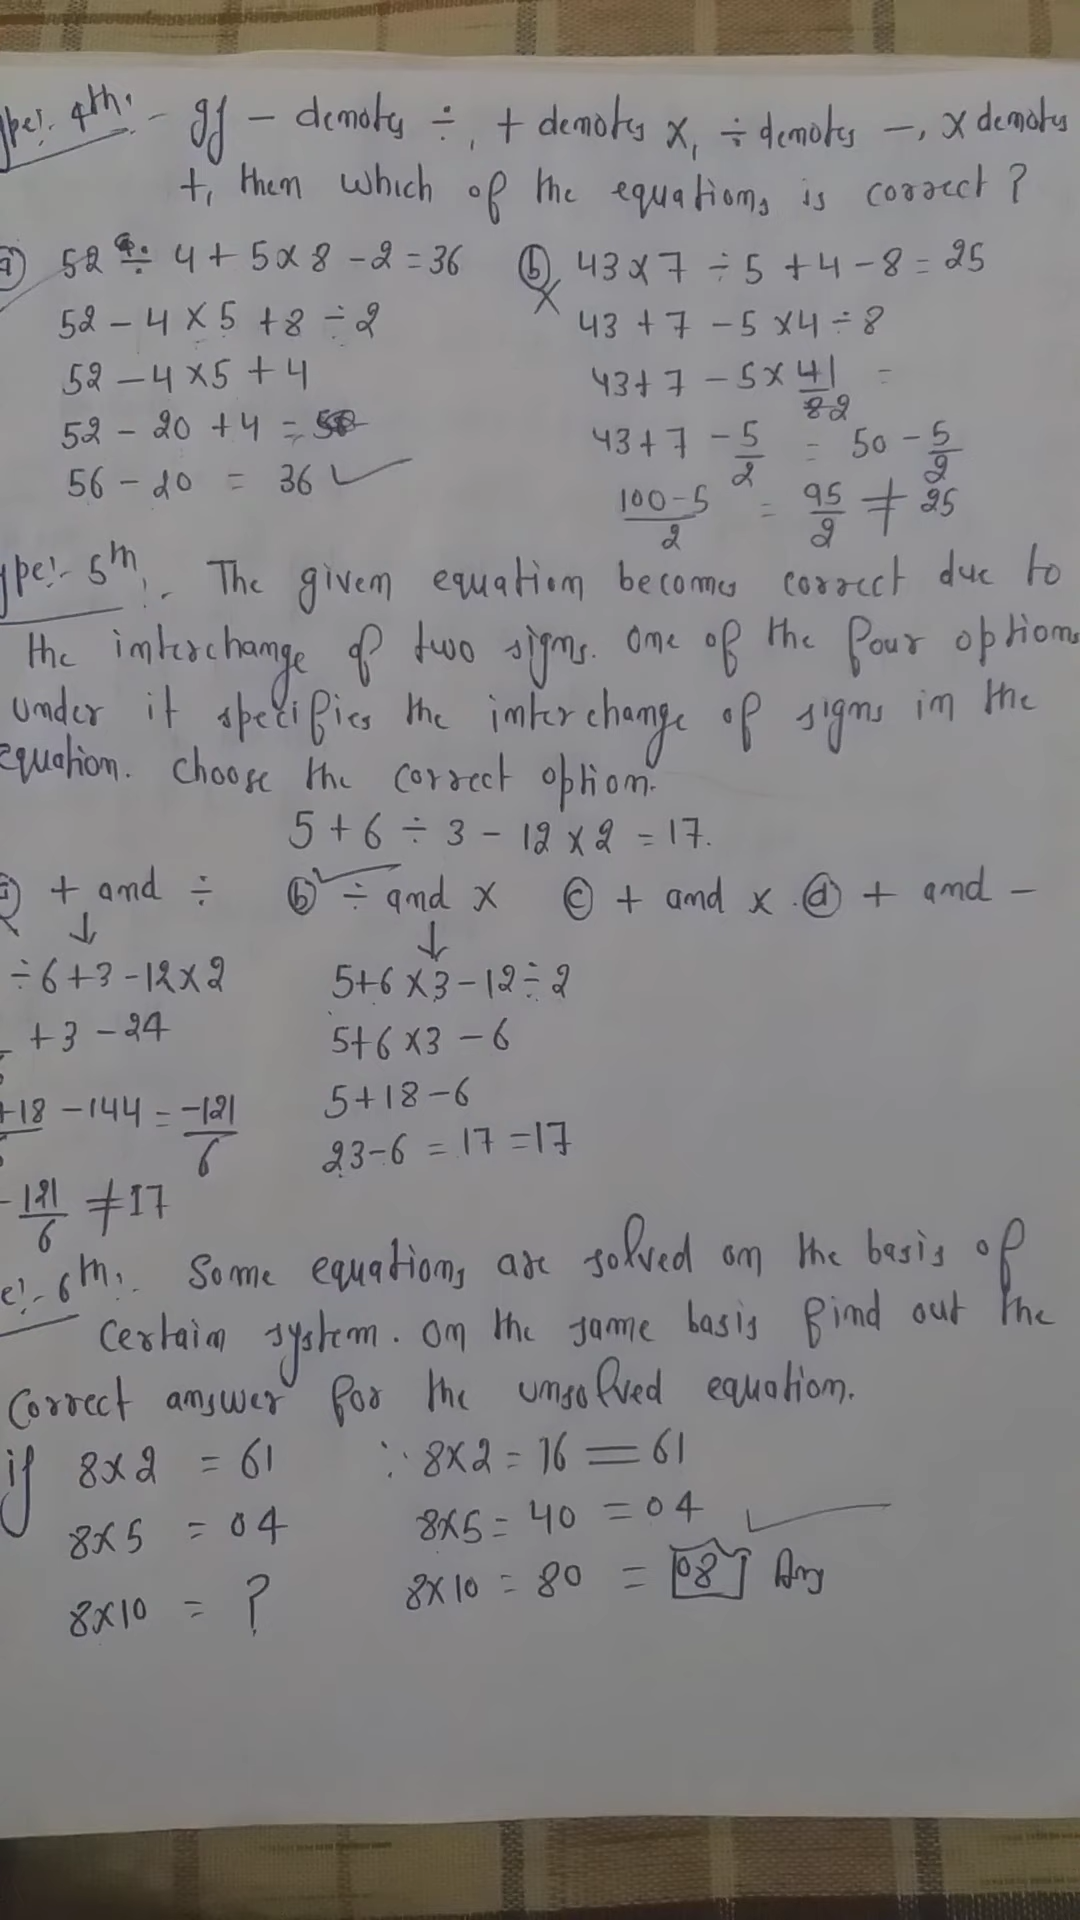 ype:- 4th:- If - denotes ÷, + denotes ×, ÷ denotes -, × denotes
+, then which of the equations is correct?
a) 52 ÷ 4 + 5 × 8 - 2 = 36
52 - 4 × 5 + 8 ÷ 2
52 - 4 × 5 + 4
52 - 20 + 4 =
56 - 20 = 36 ✓
b) 43 × 7 ÷ 5 + 4 - 8 = 25
×
43 + 7 - 5 × 4 ÷ 8
43 + 7 - 5 × 41/82 =
43 + 7 - 5/2 = 50 - 5/2
100-5/2 = 95/2 ≠ 25
ype:- 5th:- The given equation becomes correct due to
the interchange of two signs. One of the four options
under it specifies the interchange of signs in the
equation. Choose the correct option.
5 + 6 ÷ 3 - 12 × 2 = 17.
a) + and ÷ b) ÷ and × c) + and × . d) + and -
↓
÷ 6 + 3 - 12 × 2
+ 3 - 24
+18 - 144 = -121/6
-121/6 ≠ 17
↓
5 + 6 × 3 - 12 ÷ 2
5 + 6 × 3 - 6
5 + 18 - 6
23 - 6 = 17 = 17
e:- 6th:- Some equations are solved on the basis of
certain system. On the same basis find out the
correct answer for the unsolved equation.
if 8 × 2 = 61
8 × 5 = 04
8 × 10 = ?
∵ 8 × 2 = 16 = 61
8 × 5 = 40 = 04 ✓
8 × 10 = 80 = 08 Ans